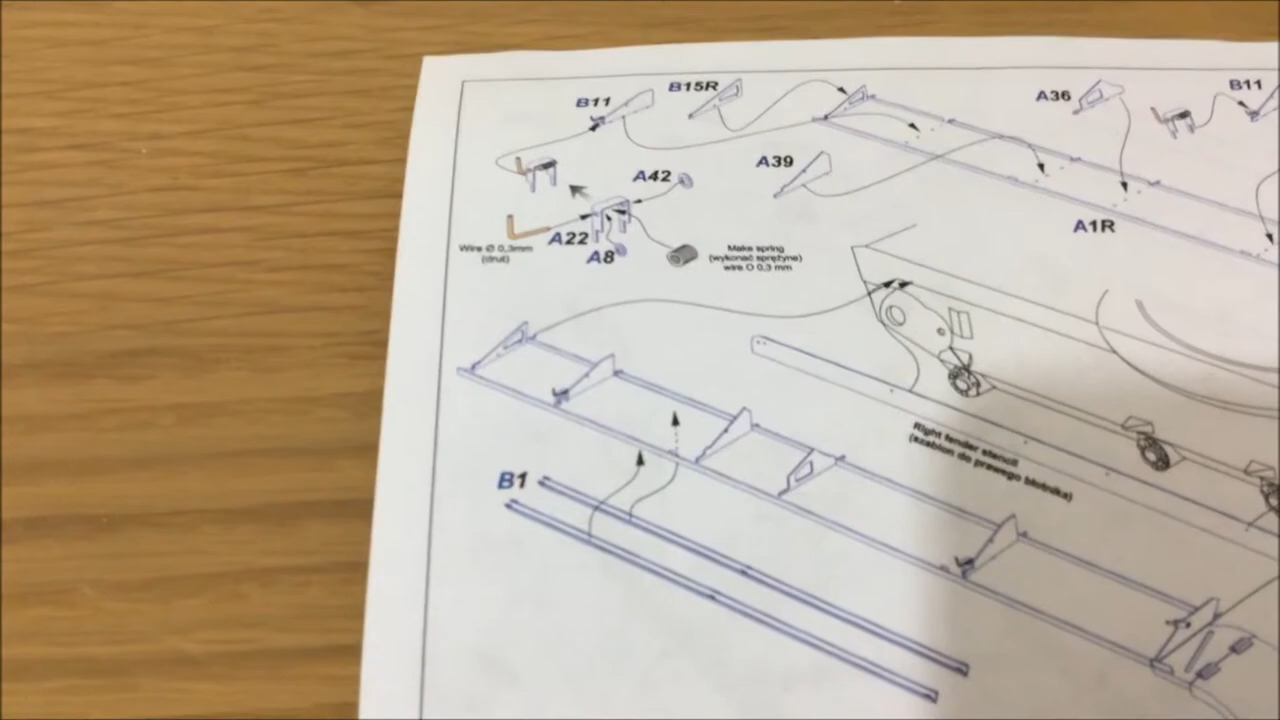 B11
B15R
A36
B11
A39
A42
A22
A8
A1R
Wire Ø 0,3mm
(drut)
Make spring
(wykonać sprężynę)
wire O 0,3 mm
Right fender stencil
(szablon do prawego błotnika)
B1